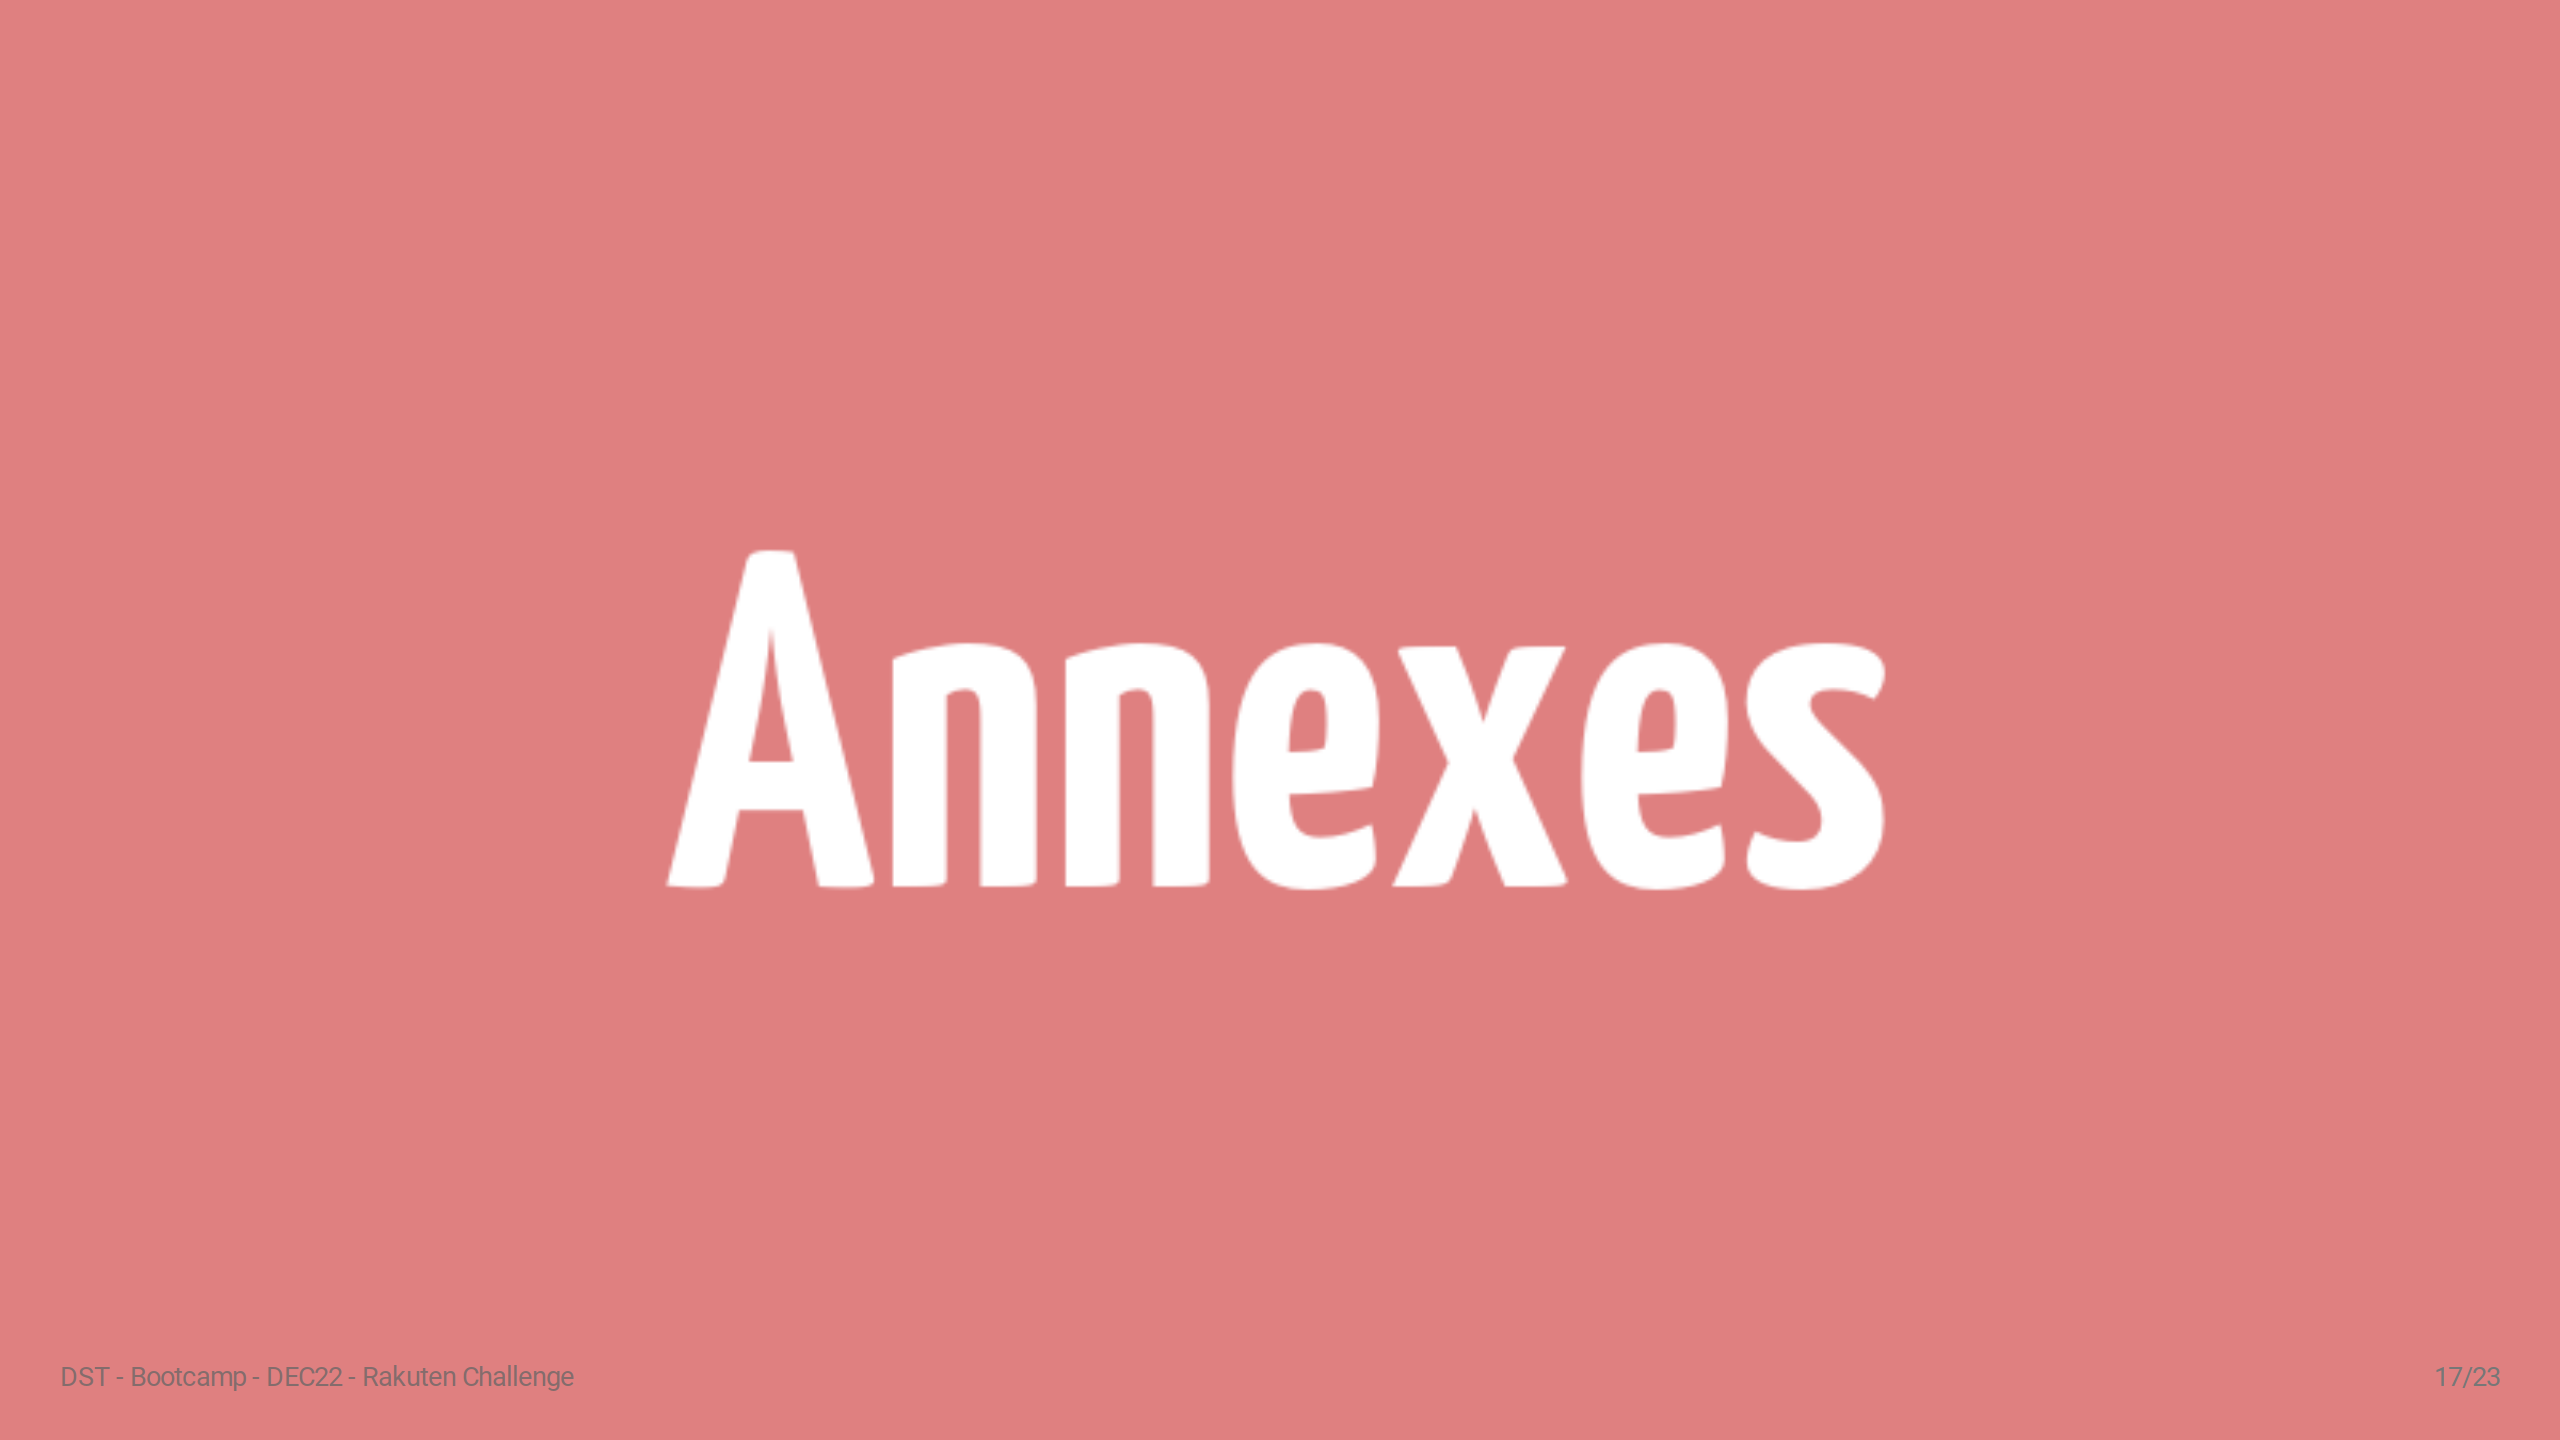 Annexes
DST - Bootcamp - DEC22 - Rakuten Challenge
17/23